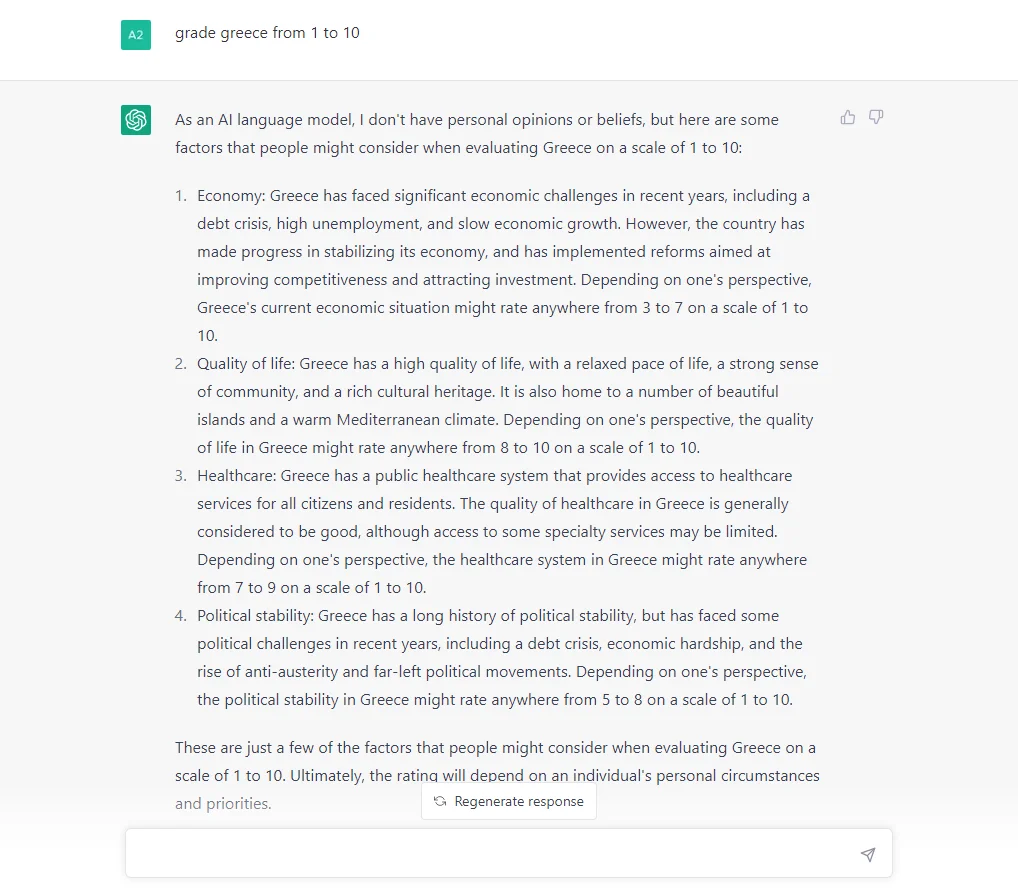 A2
grade greece from 1 to 10
As an AI language model, I don't have personal opinions or beliefs, but here are some
factors that people might consider when evaluating Greece on a scale of 1 to 10:
1. Economy: Greece has faced significant economic challenges in recent years, including a
debt crisis, high unemployment, and slow economic growth. However, the country has
made progress in stabilizing its economy, and has implemented reforms aimed at
improving competitiveness and attracting investment. Depending on one's perspective,
Greece's current economic situation might rate anywhere from 3 to 7 on a scale of 1 to
10.
2. Quality of life: Greece has a high quality of life, with a relaxed pace of life, a strong sense
of community, and a rich cultural heritage. It is also home to a number of beautiful
islands and a warm Mediterranean climate. Depending on one's perspective, the quality
of life in Greece might rate anywhere from 8 to 10 on a scale of 1 to 10.
3. Healthcare: Greece has a public healthcare system that provides access to healthcare
services for all citizens and residents. The quality of healthcare in Greece is generally
considered to be good, although access to some specialty services may be limited.
Depending on one's perspective, the healthcare system in Greece might rate anywhere
from 7 to 9 on a scale of 1 to 10.
4. Political stability: Greece has a long history of political stability, but has faced some
political challenges in recent years, including a debt crisis, economic hardship, and the
rise of anti-austerity and far-left political movements. Depending on one's perspective,
the political stability in Greece might rate anywhere from 5 to 8 on a scale of 1 to 10.
These are just a few of the factors that people might consider when evaluating Greece on a
scale of 1 to 10. Ultimately, the rating will depend on an individual's personal circumstances
and priorities.
Regenerate response